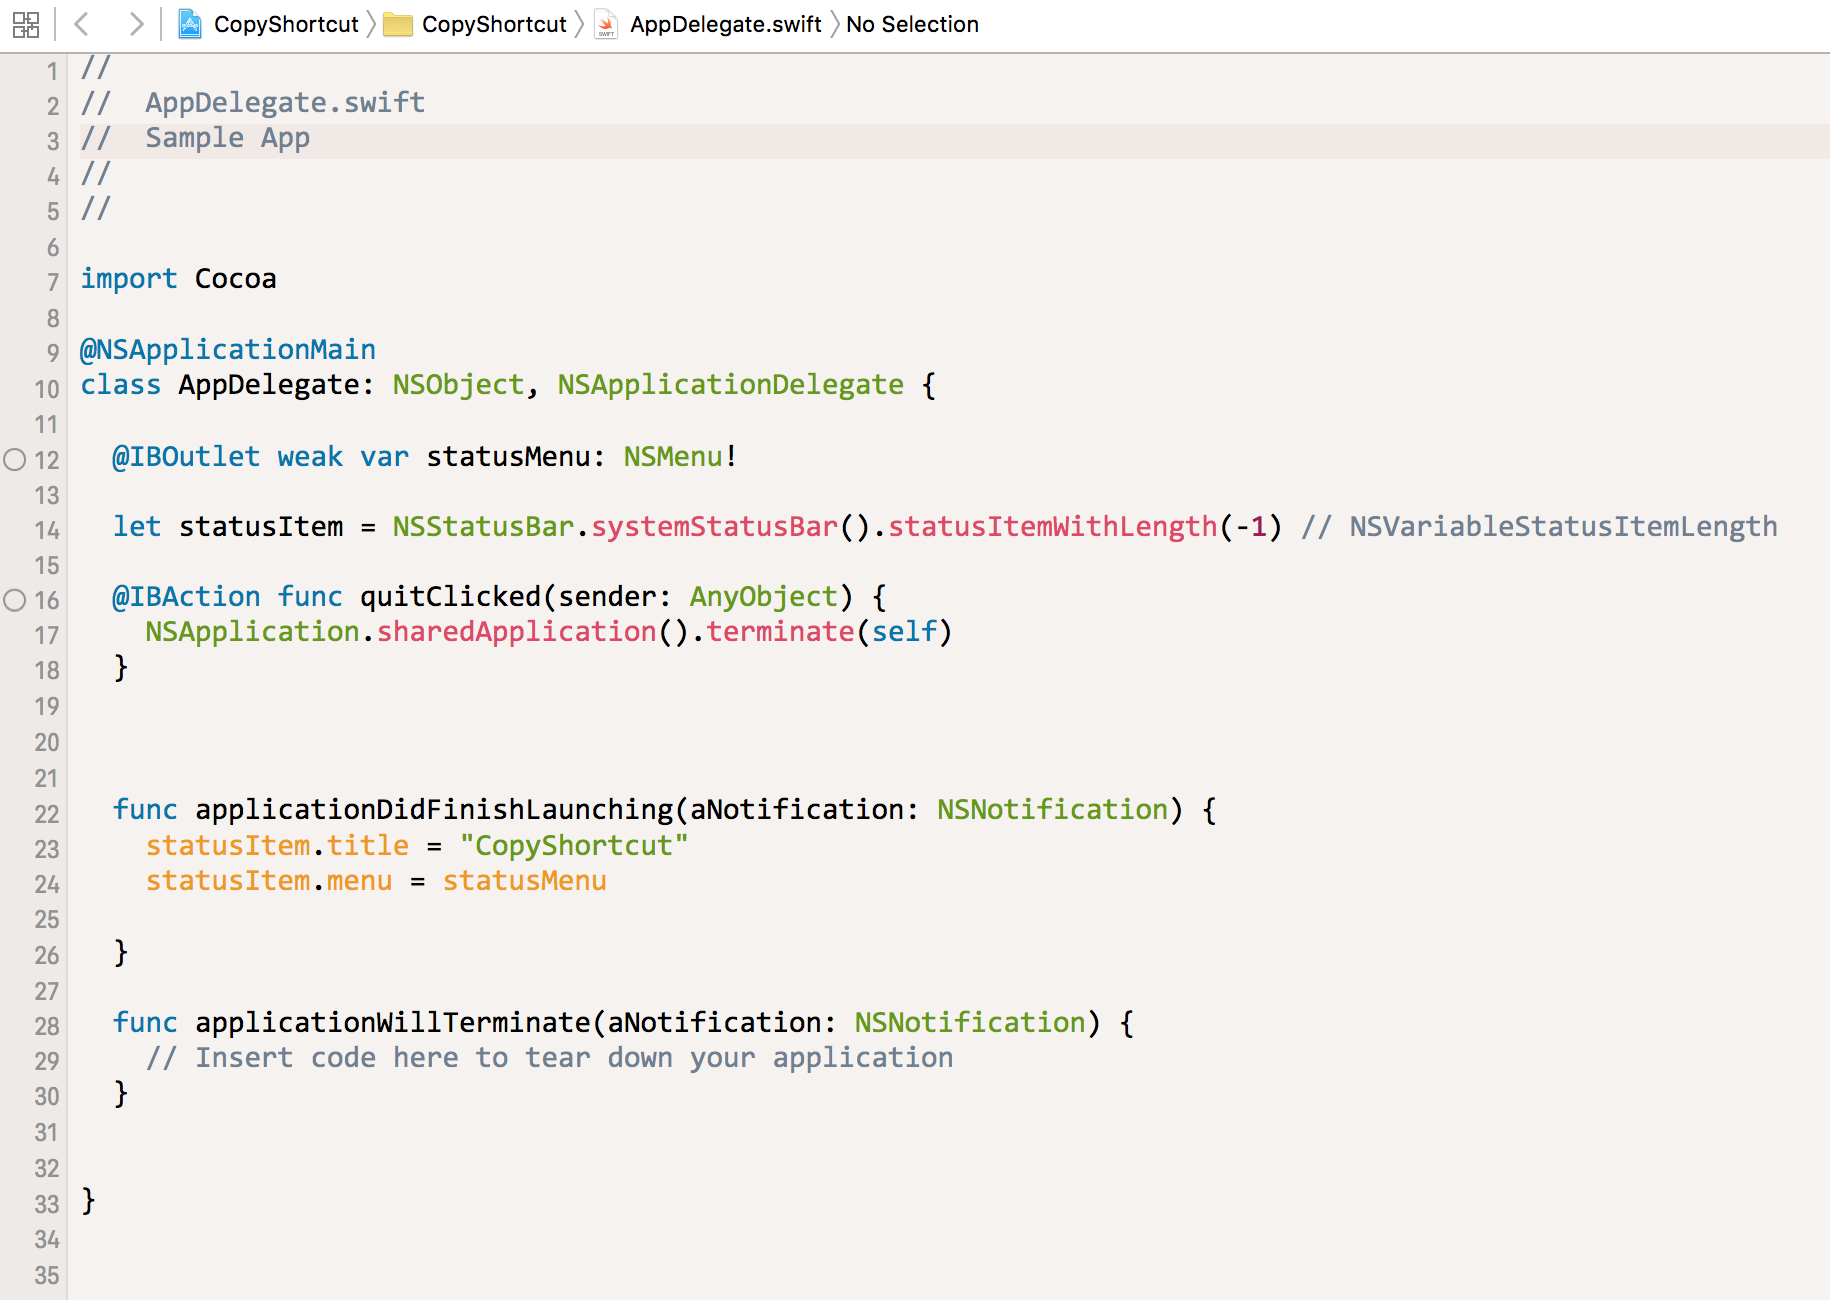 CopyShortcut CopyShortcut AppDelegate.swift No Selection
1 //
2 //  AppDelegate.swift
3 //  Sample App
4 //
5 //
6
7 import Cocoa
8
9 @NSApplicationMain
10 class AppDelegate: NSObject, NSApplicationDelegate {
11
12   @IBOutlet weak var statusMenu: NSMenu!
13
14   let statusItem = NSStatusBar.systemStatusBar().statusItemWithLength(-1) // NSVariableStatusItemLength
15
16   @IBAction func quitClicked(sender: AnyObject) {
17     NSApplication.sharedApplication().terminate(self)
18   }
19
20
21
22   func applicationDidFinishLaunching(aNotification: NSNotification) {
23     statusItem.title = "CopyShortcut"
24     statusItem.menu = statusMenu
25
26   }
27
28   func applicationWillTerminate(aNotification: NSNotification) {
29     // Insert code here to tear down your application
30   }
31
32
33 }
34
35